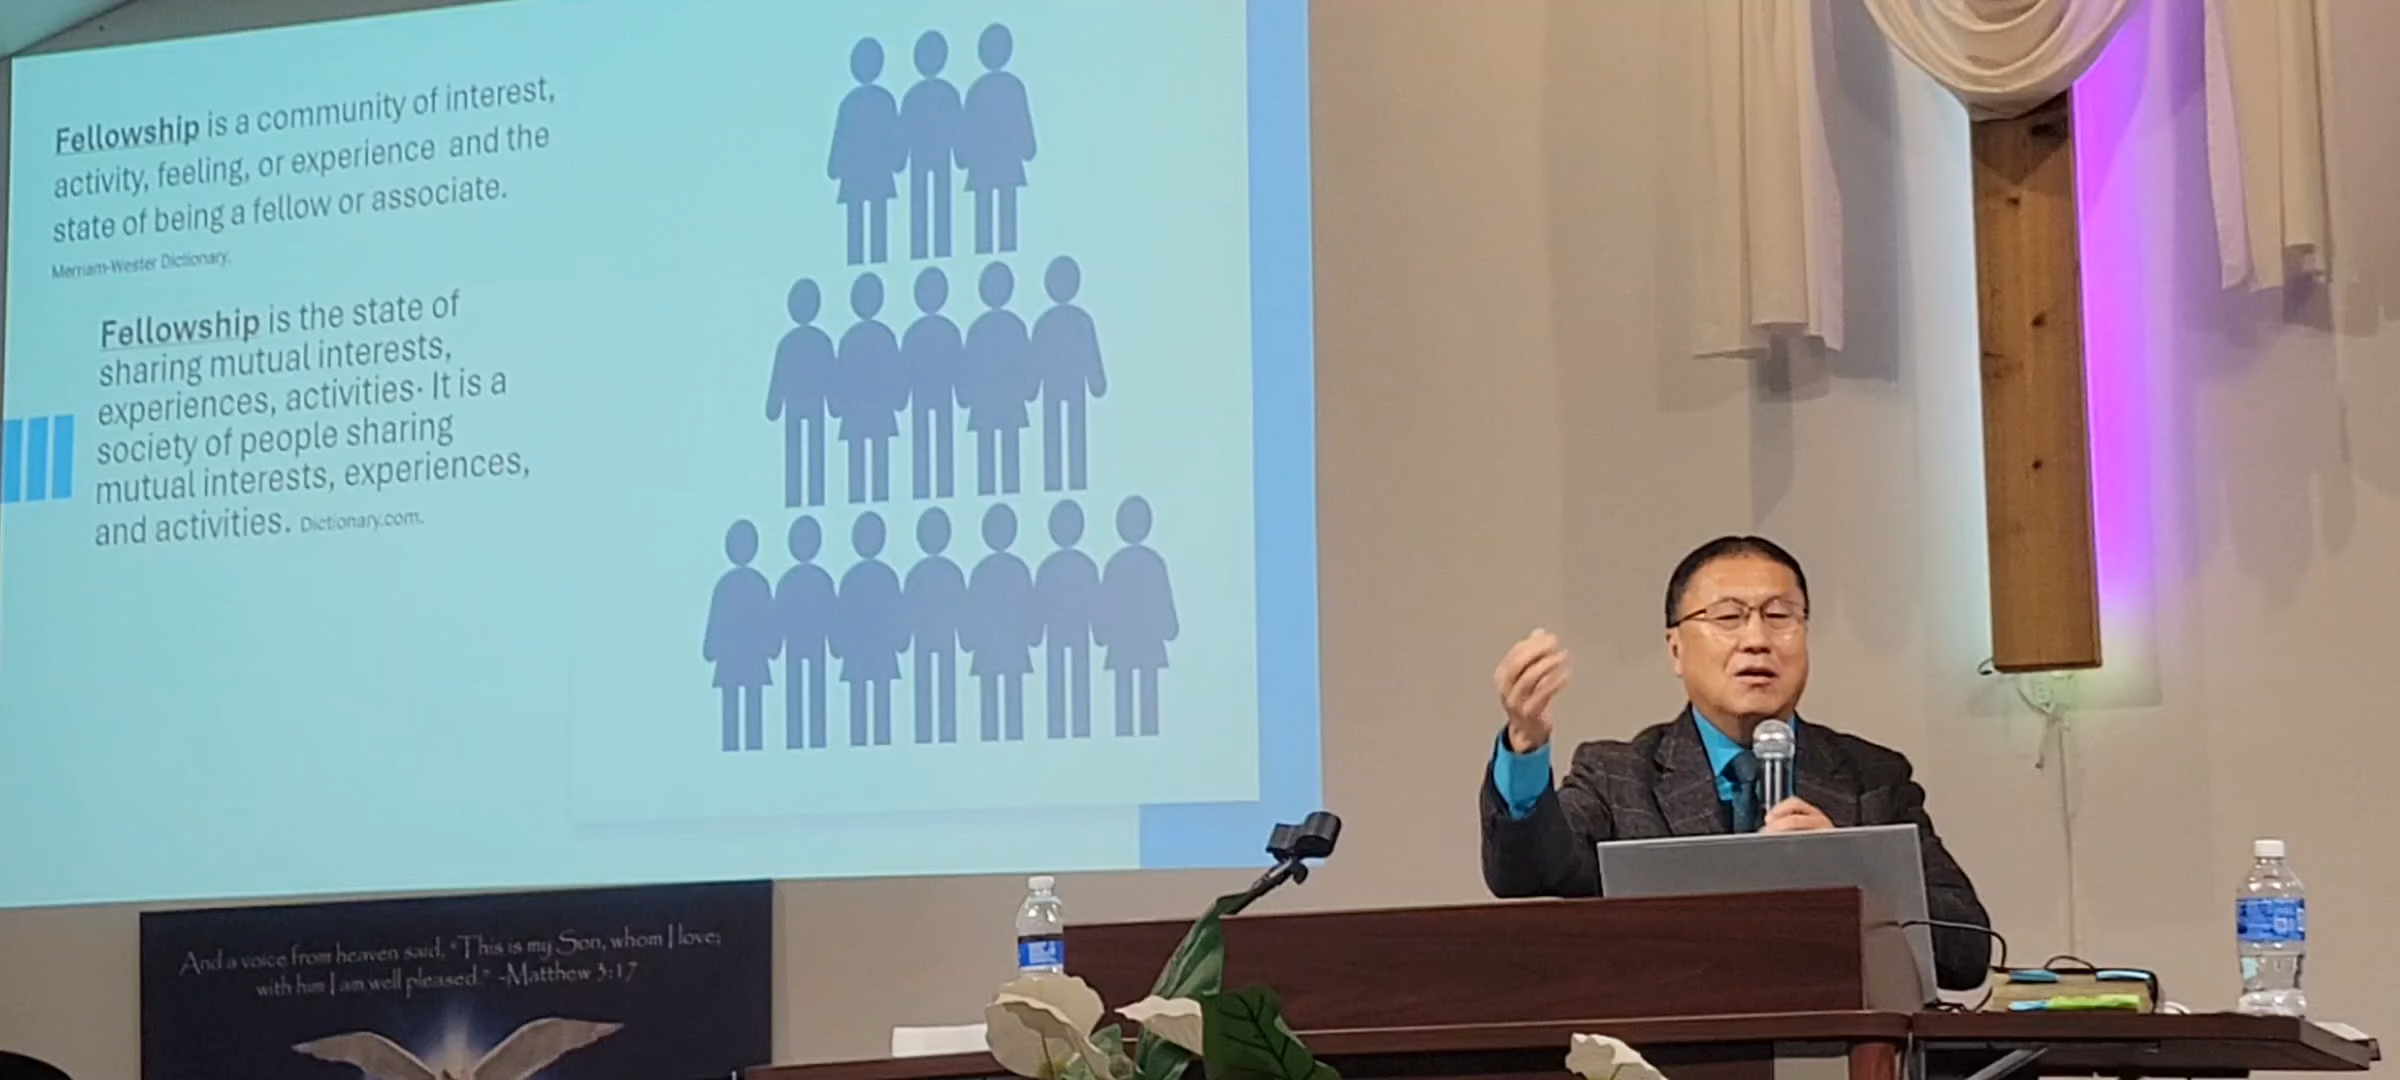 Fellowship is a community of interest,
activity, feeling, or experience and the
state of being a fellow or associate.
Merriam-Wester Dictionary.
Fellowship is the state of
sharing mutual interests,
experiences, activities· It is a
society of people sharing
mutual interests, experiences,
and activities. Dictionary.com.
And a voice from heaven said, "This is my Son, whom I love;
with him I am well pleased." -Matthew 3:17